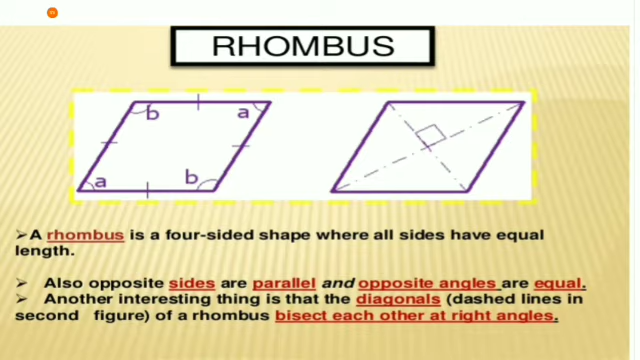 RHOMBUS
b a
a b
➢A rhombus is a four-sided shape where all sides have equal
length.
➢ Also opposite sides are parallel and opposite angles are equal.
➢ Another interesting thing is that the diagonals (dashed lines in
second figure) of a rhombus bisect each other at right angles.